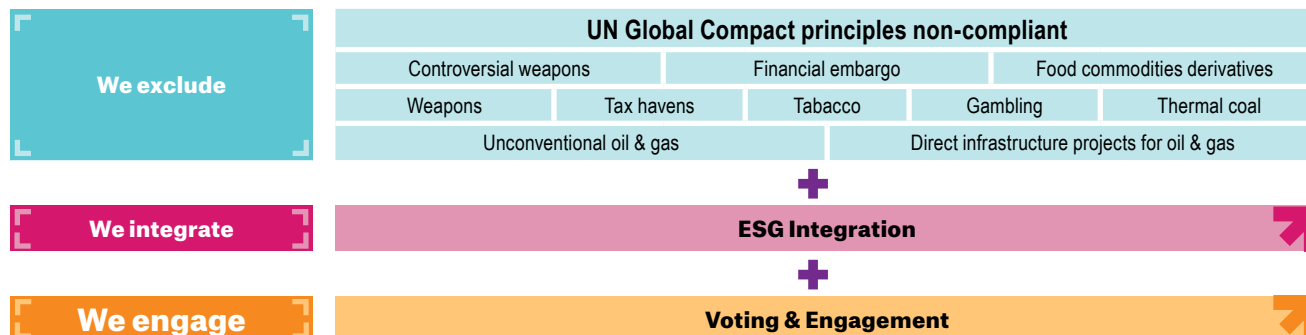 We exclude
UN Global Compact principles non-compliant
Controversial weapons Financial embargo Food commodities derivatives
Weapons Tax havens Tabacco Gambling Thermal coal
Unconventional oil & gas Direct infrastructure projects for oil & gas
We integrate ESG Integration
We engage Voting & Engagement